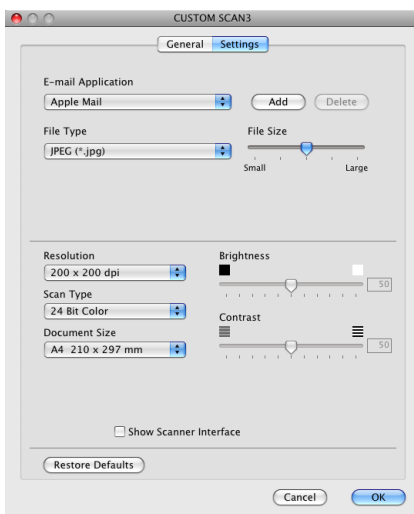 CUSTOM SCAN3
General Settings
E-mail Application
Apple Mail Add Delete
File Type File Size
JPEG (*.jpg)
Small Large
Resolution Brightness
200 x 200 dpi
50
Scan Type
24 Bit Color Contrast
Document Size
A4 210 x 297 mm 50
Show Scanner Interface
Restore Defaults
Cancel OK